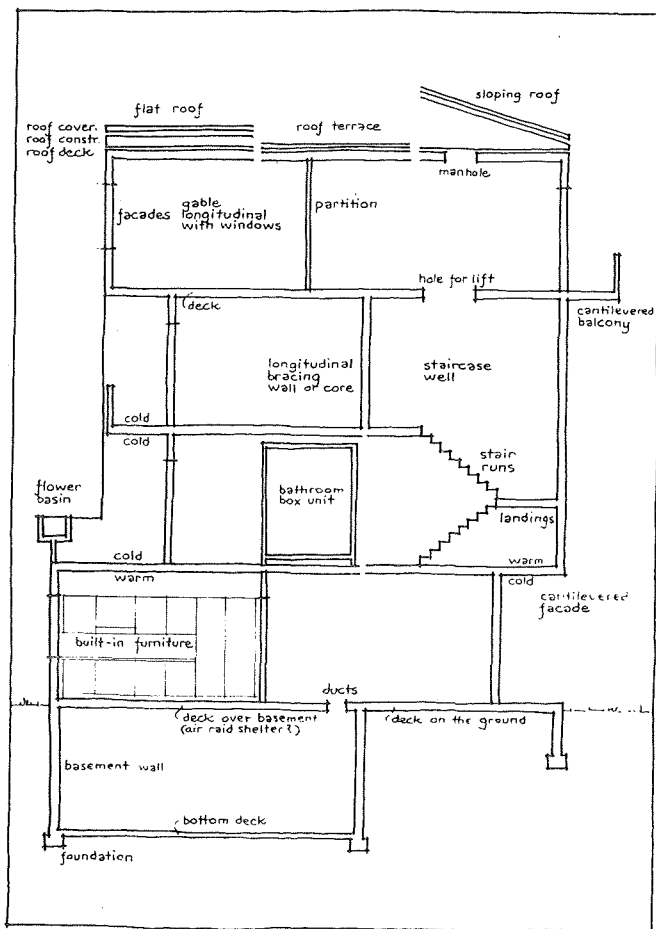 sloping roof
flat roof
roof cover.
roof constr.
roof deck
roof terrace
manhole
facades gable
longitudinal
with windows
partition
hole for lift
deck
cantilevered
balcony
longitudinal
bracing
wall or core
staircase
well
cold
cold
stair
runs
flower
basin
bathroom
box unit
landings
cold
warm
warm
cold
cantilevered
facade
built-in furniture
ducts
deck over basement
(air raid shelter?)
deck on the ground
basement wall
bottom deck
foundation